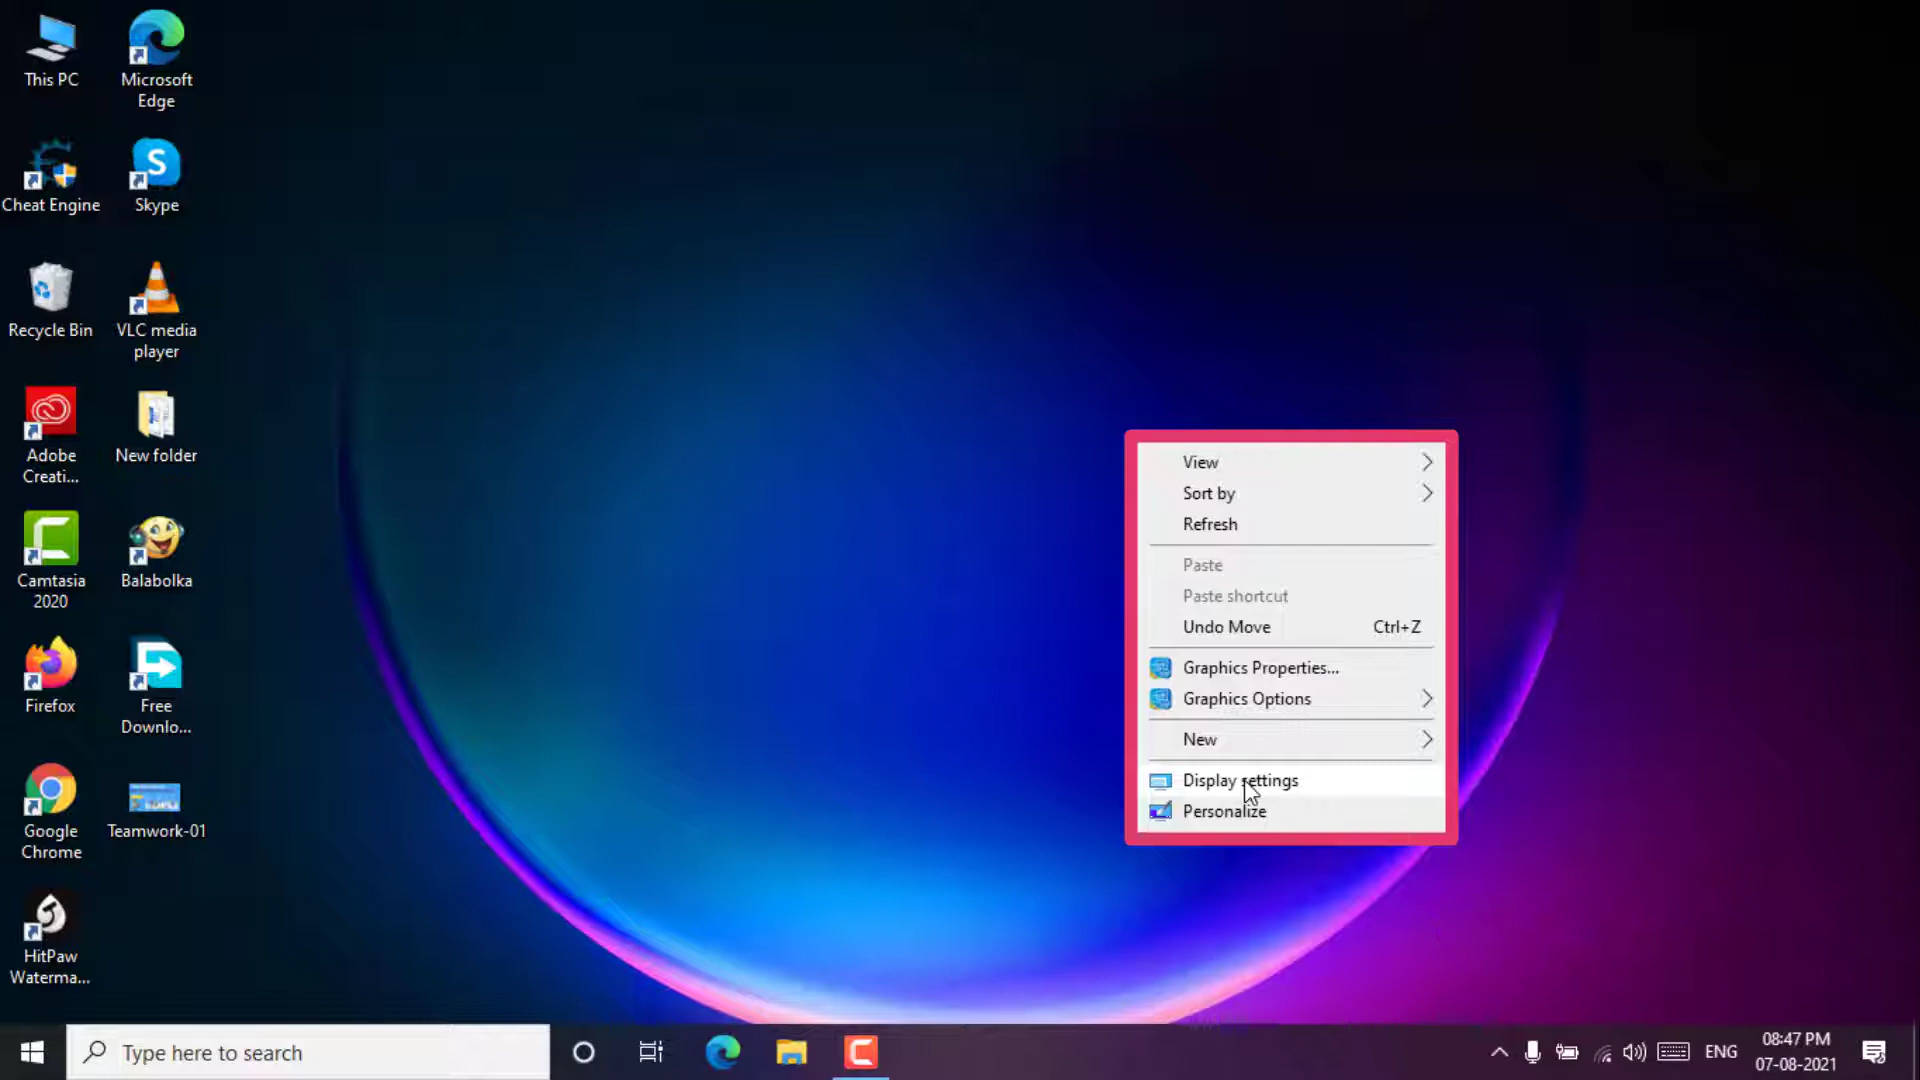 This PC
Microsoft
Edge
Cheat Engine
Skype
Recycle Bin
VLC media
player
Adobe
Creati...
New folder
Camtasia
2020
Balabolka
Firefox
Free
Downlo...
Google
Chrome
Teamwork-01
HitPaw
Waterma...
View
Sort by
Refresh
Paste
Paste shortcut
Undo Move Ctrl+Z
Graphics Properties...
Graphics Options
New
Display settings
Personalize
Type here to search
ENG
08:47 PM
07-08-2021